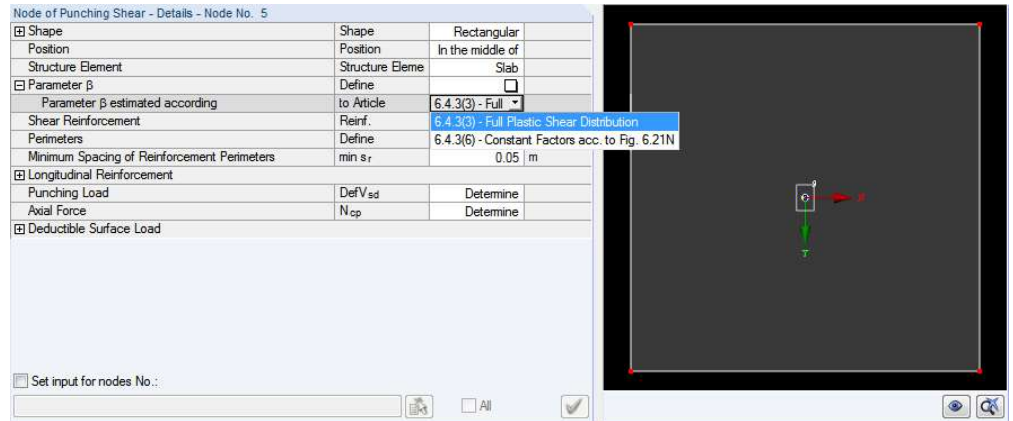 Node of Punching Shear - Details - Node No. 5
Shape Shape Rectangular
Position Position In the middle of
Structure Element Structure Eleme Slab
Parameter β Define
Parameter β estimated according to Article 6.4.3(3) - Full
Shear Reinforcement Reinf. 6.4.3(3) - Full Plastic Shear Distribution
Perimeters Define 6.4.3(6) - Constant Factors acc. to Fig. 6.21N
Minimum Spacing of Reinforcement Perimeters min sr 0.05 m
Longitudinal Reinforcement
Punching Load DefVsd Determine
Axial Force Ncp Determine
Deductible Surface Load
Set input for nodes No.:
All